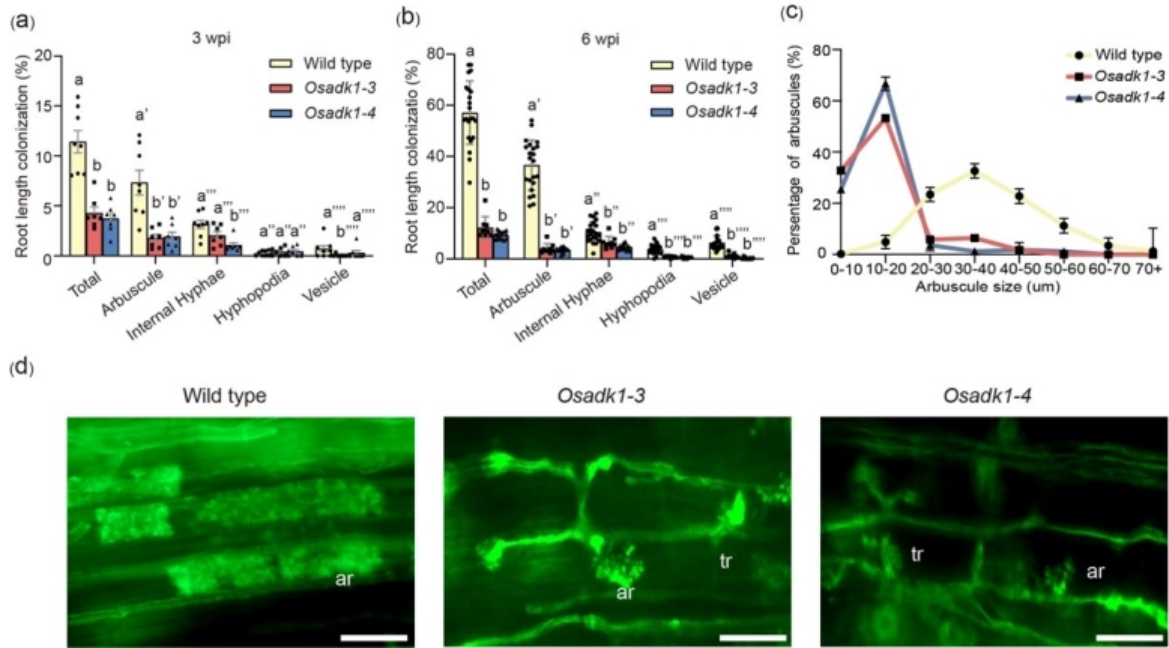 (a)
3 wpi
Root length colonization (%)
20
15
10
5
0
Wild type
Osadk1-3
Osadk1-4
a
b
b
a'
b'
b'
a'''
a'''
b'''
a''a''a''
a''''
b''''
a''''
Total
Arbuscule
Internal Hyphae
Hyphopodia
Vesicle
(b)
6 wpi
Root length colonizatio (%)
80
60
40
20
0
Wild type
Osadk1-3
Osadk1-4
a
b
b
a'
b'
b'
a''
b''
b''
a'''
b'''b'''
a''''
b''''
b''''
Total
Arbuscule
Internal Hyphae
Hyphopodia
Vesicle
(c)
Persentage of arbuscules (%)
80
60
40
20
0
Wild type
Osadk1-3
Osadk1-4
0-10 10-20 20-30 30-40 40-50 50-60 60-70 70+
Arbuscule size (um)
(d)
Wild type
Osadk1-3
Osadk1-4
ar
ar
tr
tr
ar